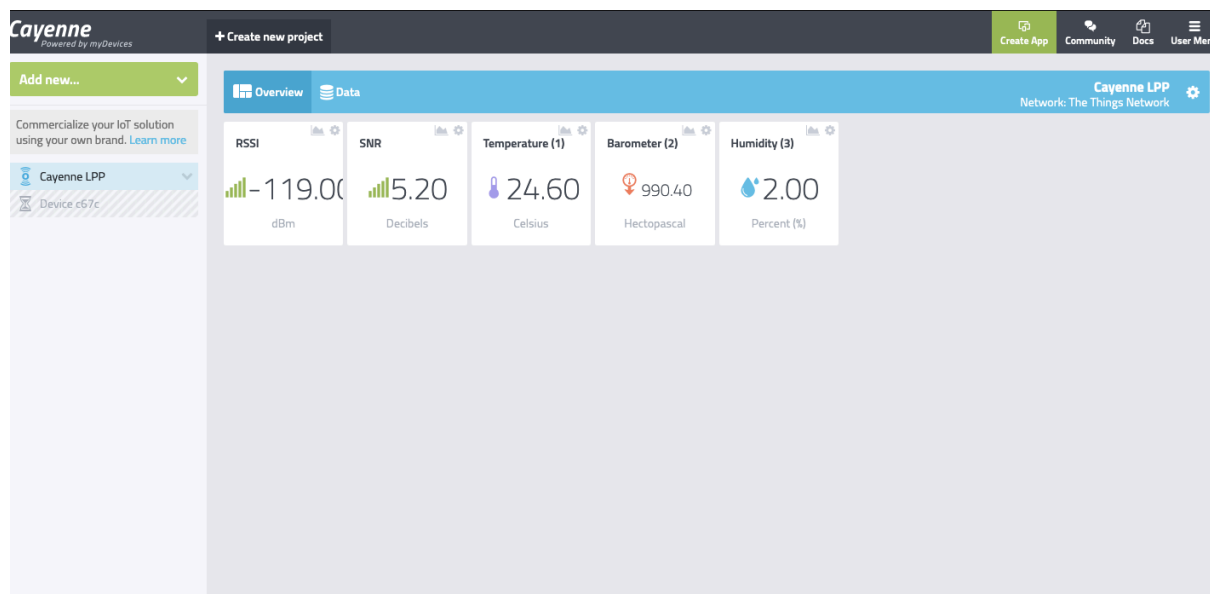 Cayenne
Powered by myDevices
+ Create new project
Create App
Community
Docs
User Mer
Add new...
Overview
Data
Cayenne LPP
Network: The Things Network
Commercialize your IoT solution
using your own brand. Learn more
Cayenne LPP
Device c67c
RSSI
-119.00
dBm
SNR
5.20
Decibels
Temperature (1)
24.60
Celsius
Barometer (2)
990.40
Hectopascal
Humidity (3)
2.00
Percent (%)